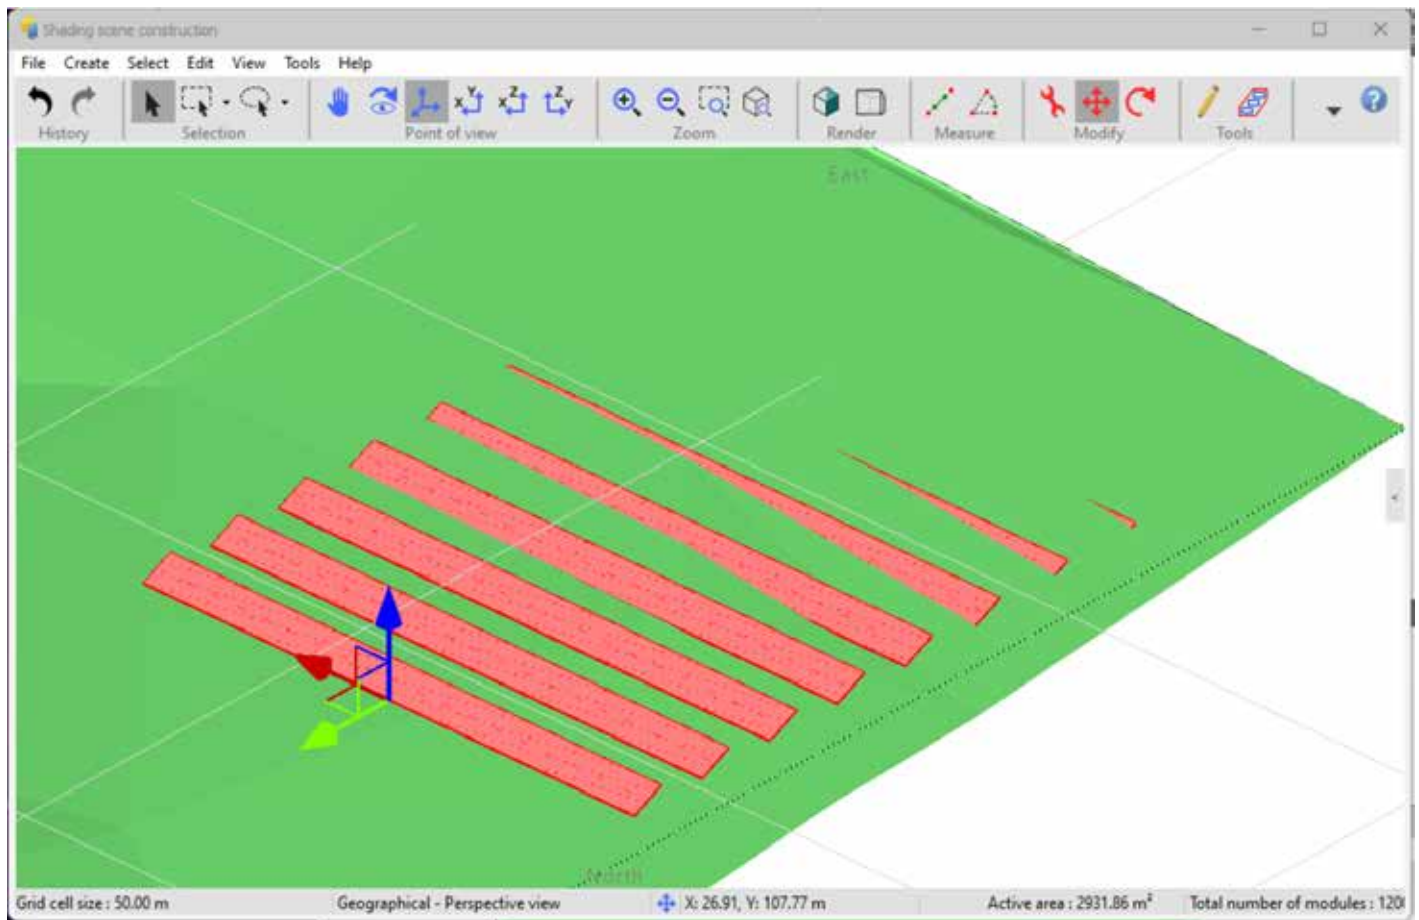 Shading scene construction
File Create Select Edit View Tools Help
History Selection Point of view Zoom Render Measure Modify Tools
East
North
Grid cell size : 50.00 m Geographical - Perspective view X: 26.91, Y: 107.77 m Active area : 2931.86 m² Total number of modules : 120